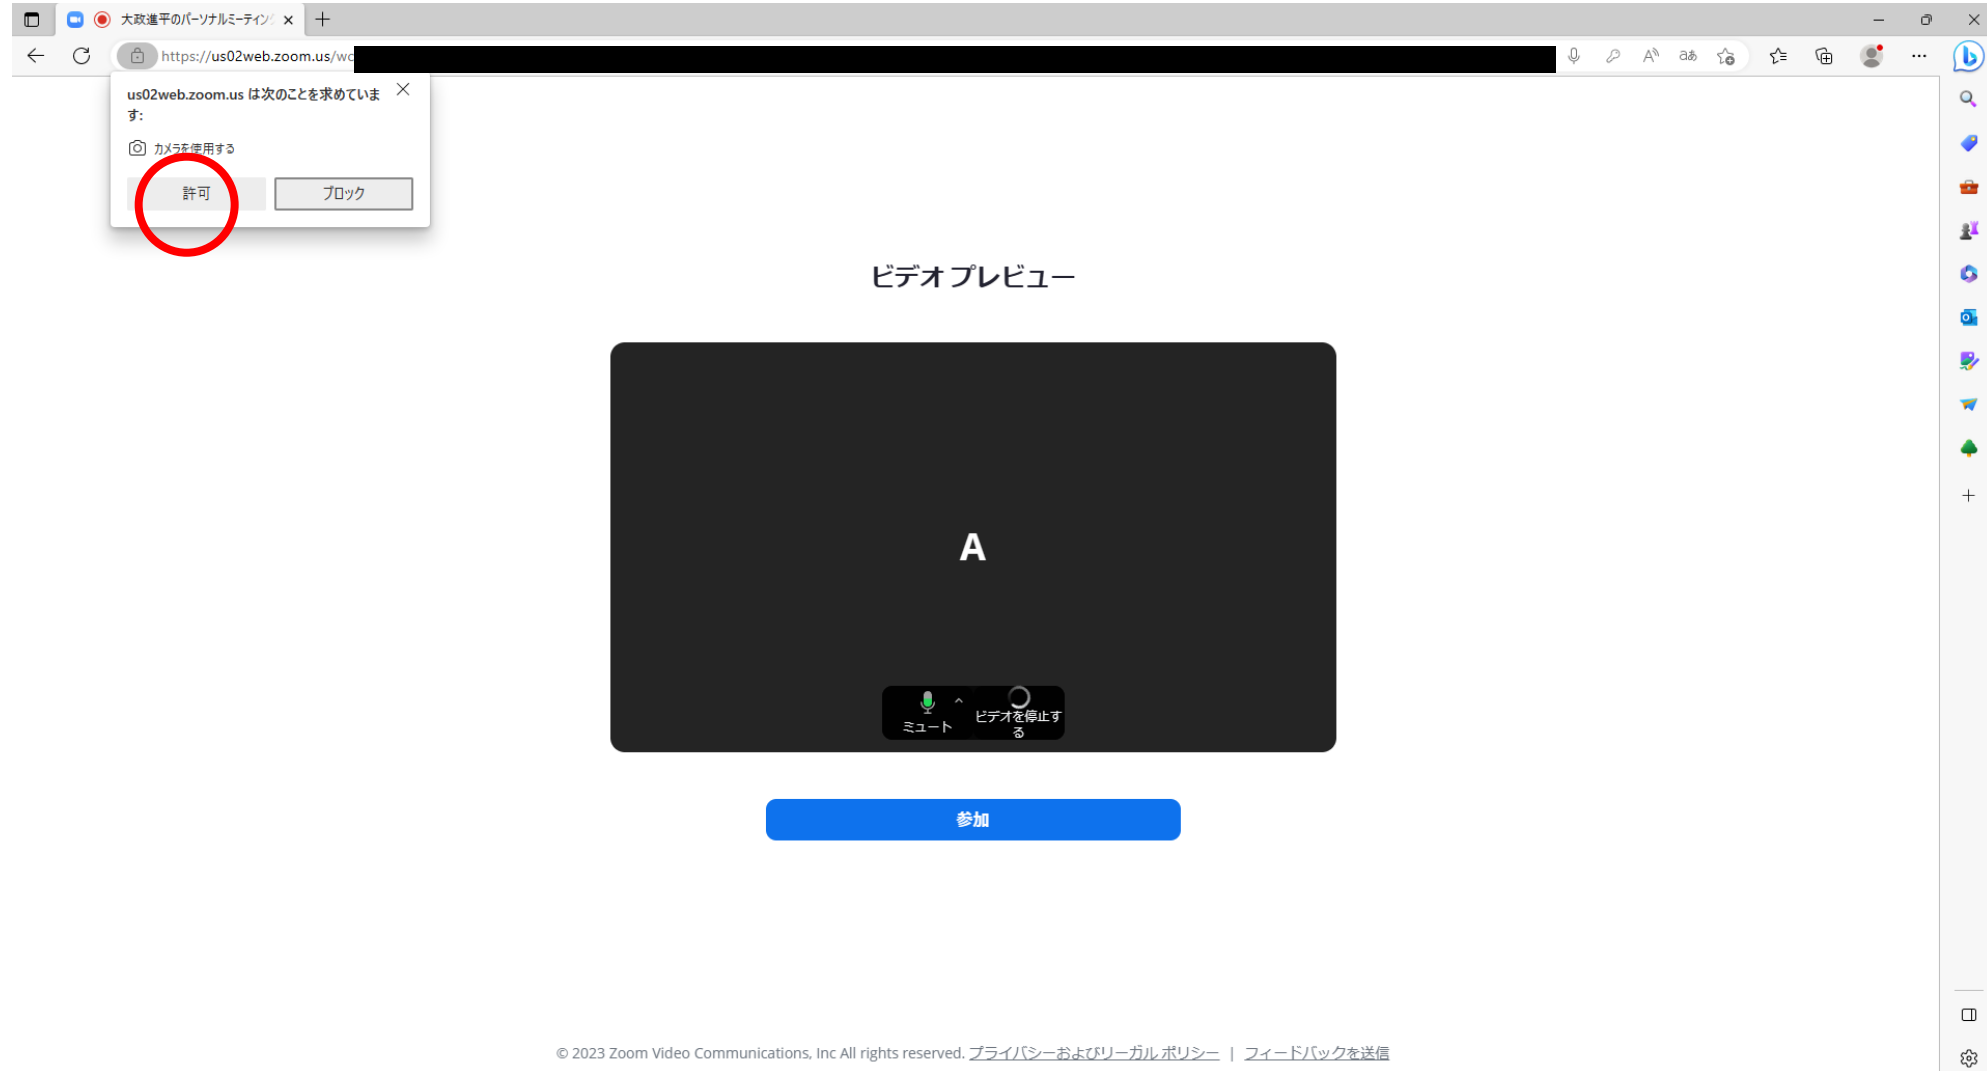 大政進平のパーソナルミーティング
https://us02web.zoom.us/wc
us02web.zoom.us は次のことを求めていま
す:
カメラを使用する
許可
ブロック
ビデオ プレビュー
A
ミュート
ビデオを停止す
る
参加
© 2023 Zoom Video Communications, Inc All rights reserved. プライバシーおよびリーガル ポリシー | フィードバックを送信